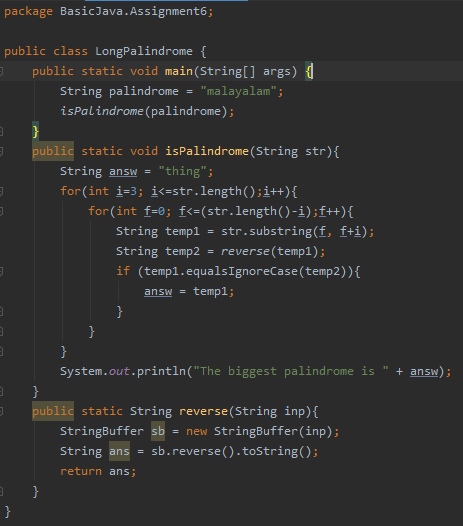 package BasicJava.Assignment6;
public class LongPalindrome {
public static void main(String[] args) {
String palindrome = "malayalam";
isPalindrome(palindrome);
}
public static void isPalindrome(String str){
String answ = "thing";
for(int i=3; i<=str.length();i++){
for(int f=0; f<=(str.length()-i);f++){
String temp1 = str.substring(f, f+i);
String temp2 = reverse(temp1);
if (temp1.equalsIgnoreCase(temp2)){
answ = temp1;
}
}
}
System.out.println("The biggest palindrome is " + answ);
}
public static String reverse(String inp){
StringBuffer sb = new StringBuffer(inp);
String ans = sb.reverse().toString();
return ans;
}
}